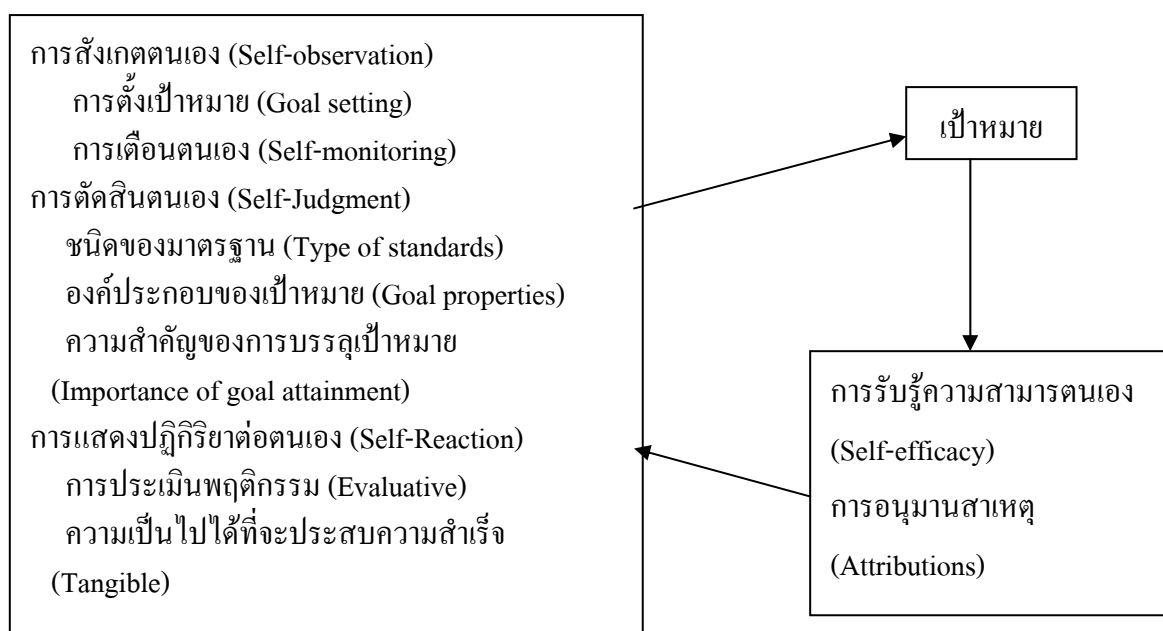 การสังเกตตนเอง (Self-observation)
การตั้งเป้าหมาย (Goal setting)
การเตือนตนเอง (Self-monitoring)
การตัดสินตนเอง (Self-Judgment)
ชนิดของมาตรฐาน (Type of standards)
องค์ประกอบของเป้าหมาย (Goal properties)
ความสำคัญของการบรรลุเป้าหมาย
(Importance of goal attainment)
การแสดงปฏิกิริยาต่อตนเอง (Self-Reaction)
การประเมินพฤติกรรม (Evaluative)
ความเป็นไปได้ที่จะประสบความสำเร็จ
(Tangible)
เป้าหมาย
การรับรู้ความสามารตนเอง
(Self-efficacy)
การอนุมานสาเหตุ
(Attributions)